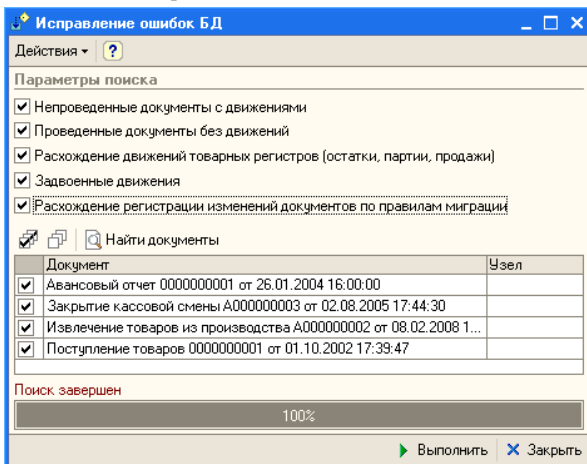 Исправление ошибок БД
Действия
?
Параметры поиска
Непроведенные документы с движениями
Проведенные документы без движений
Расхождение движений товарных регистров (остатки, партии, продажи)
Задвоенные движения
Расхождение регистрации изменений документов по правилам миграции
Найти документы
Документ Узел
Авансовый отчет 0000000001 от 26.01.2004 16:00:00
Закрытие кассовой смены А000000003 от 02.08.2005 17:44:30
Извлечение товаров из производства А000000002 от 08.02.2008 1...
Поступление товаров 0000000001 от 01.10.2002 17:39:47
Поиск завершен
100%
Выполнить Закрыть